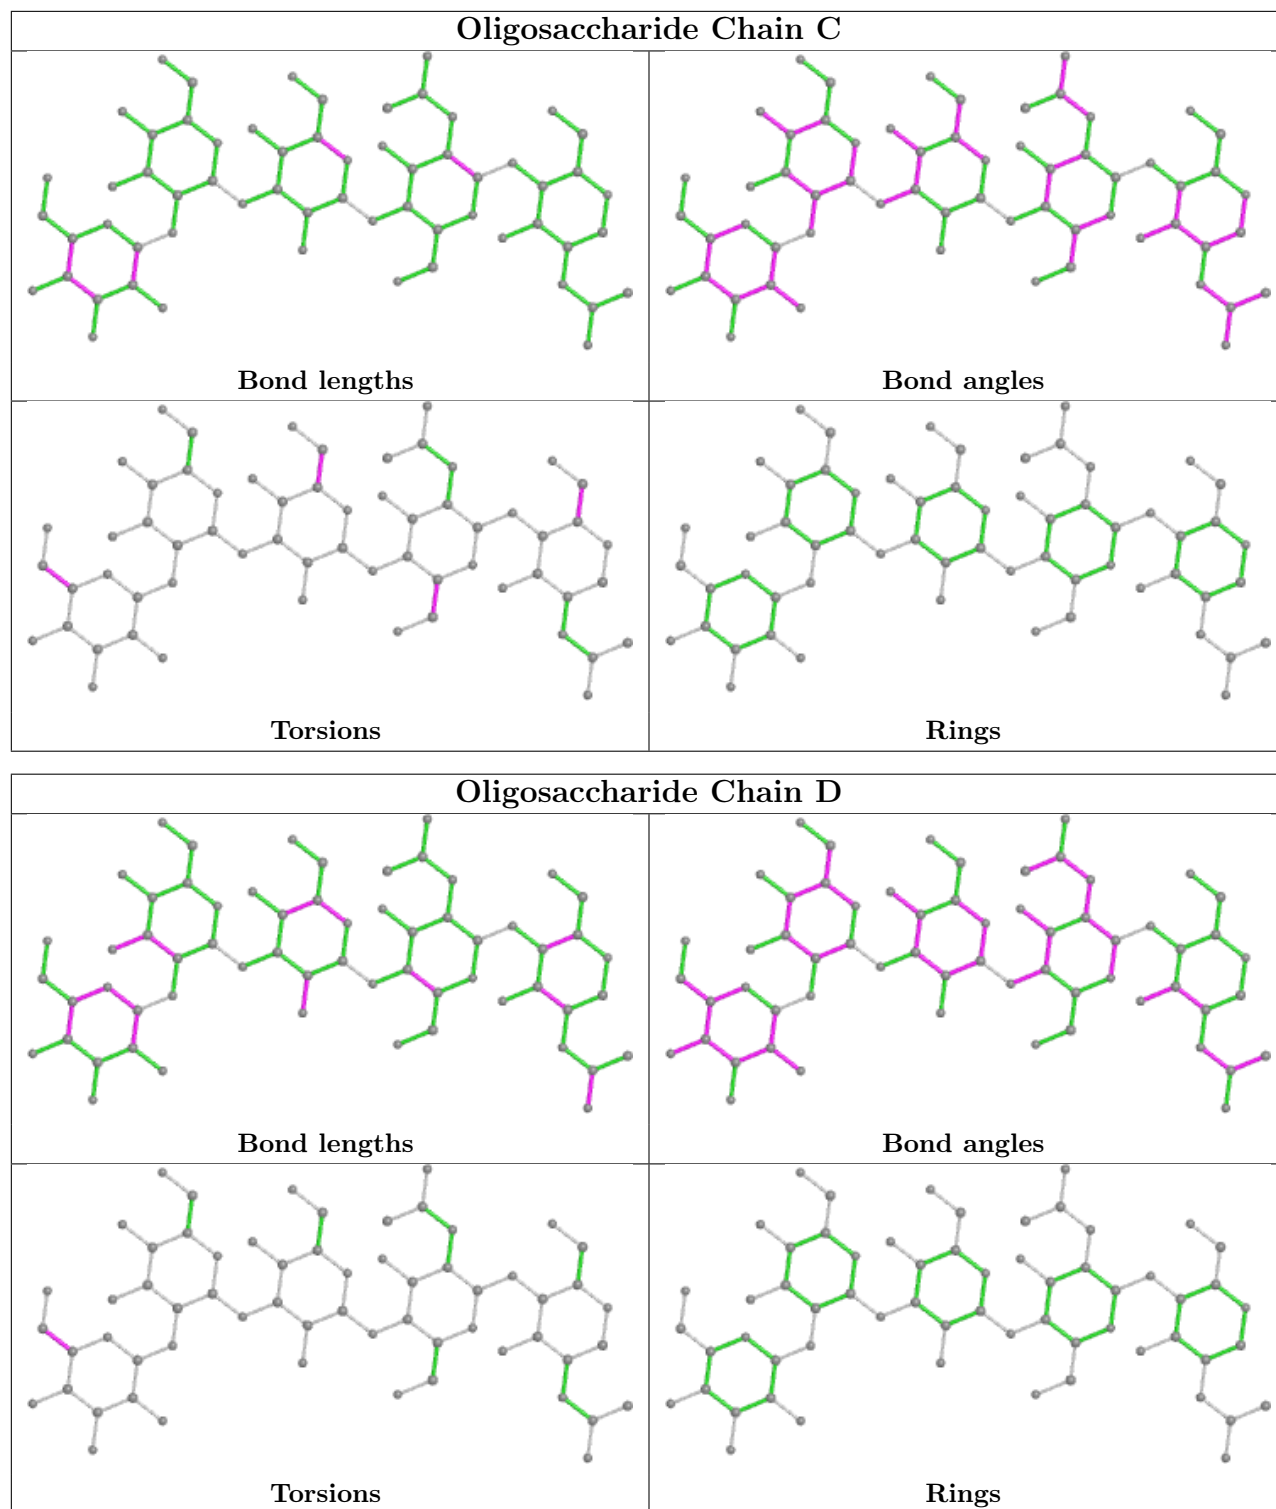 Oligosaccharide Chain C
Bond lengths
Bond angles
Torsions
Rings
Oligosaccharide Chain D
Bond lengths
Bond angles
Torsions
Rings